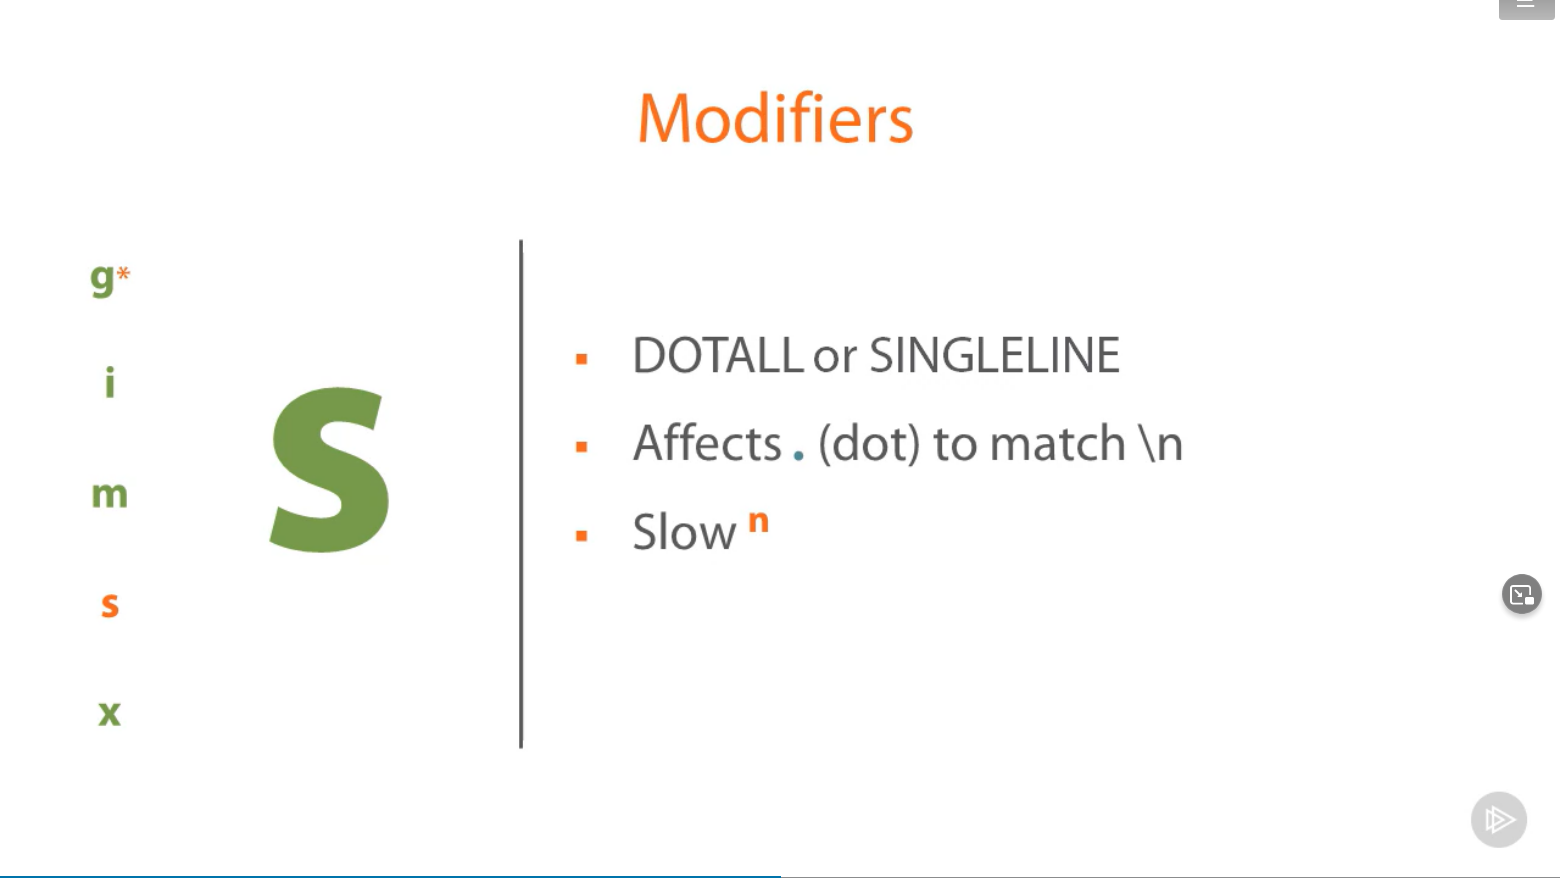 Modifiers
g*
i
m
s
x
S
DOTALL or SINGLELINE
Affects . (dot) to match \n
Slow n